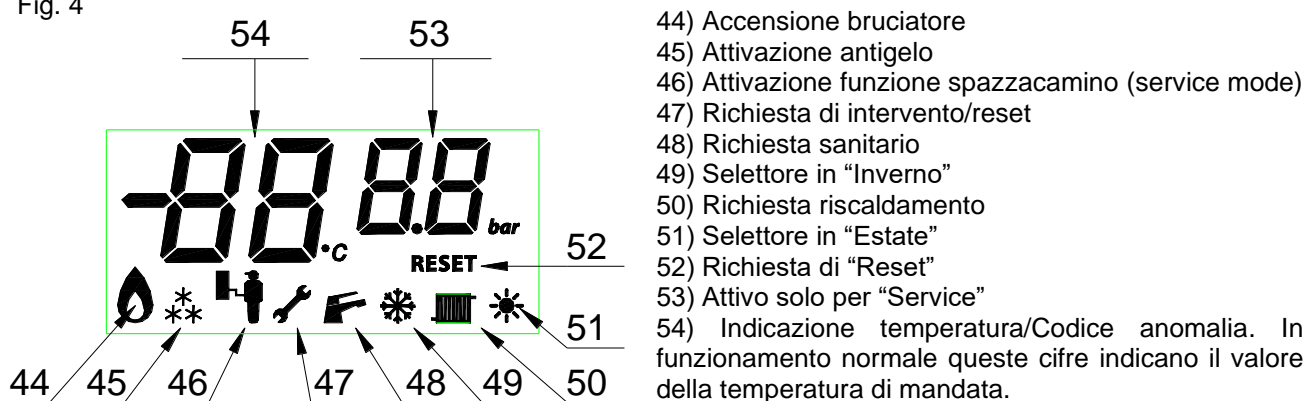 Fig. 4
54 53
-88 8.8
°C bar
RESET 52
51
44 45 46 47 48 49 50
44) Accensione bruciatore
45) Attivazione antigelo
46) Attivazione funzione spazzacamino (service mode)
47) Richiesta di intervento/reset
48) Richiesta sanitario
49) Selettore in “Inverno”
50) Richiesta riscaldamento
51) Selettore in “Estate”
52) Richiesta di “Reset”
53) Attivo solo per “Service”
54) Indicazione temperatura/Codice anomalia. In
funzionamento normale queste cifre indicano il valore
della temperatura di mandata.